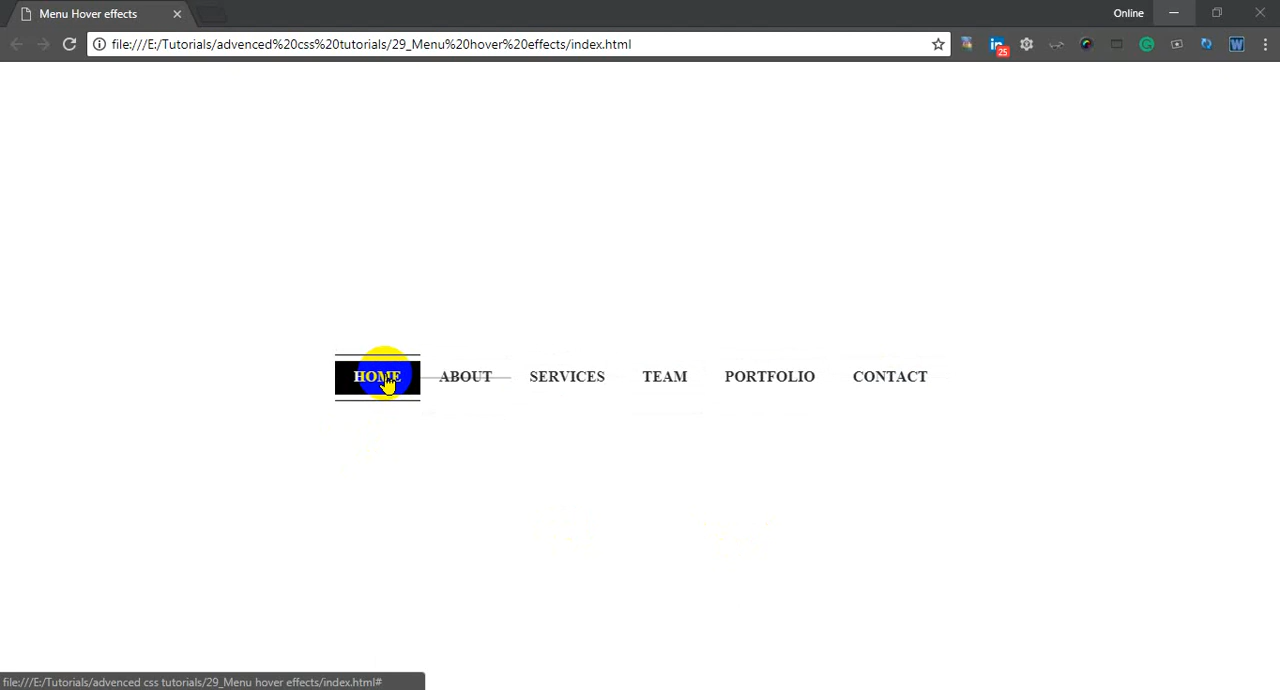 Menu Hover effects
Online
file:///E:/Tutorials/advenced%20css%20tutorials/29_Menu%20hover%20effects/index.html
25
W
HOME ABOUT SERVICES TEAM PORTFOLIO CONTACT
file:///E:/Tutorials/advenced css tutorials/29_Menu hover effects/index.html#